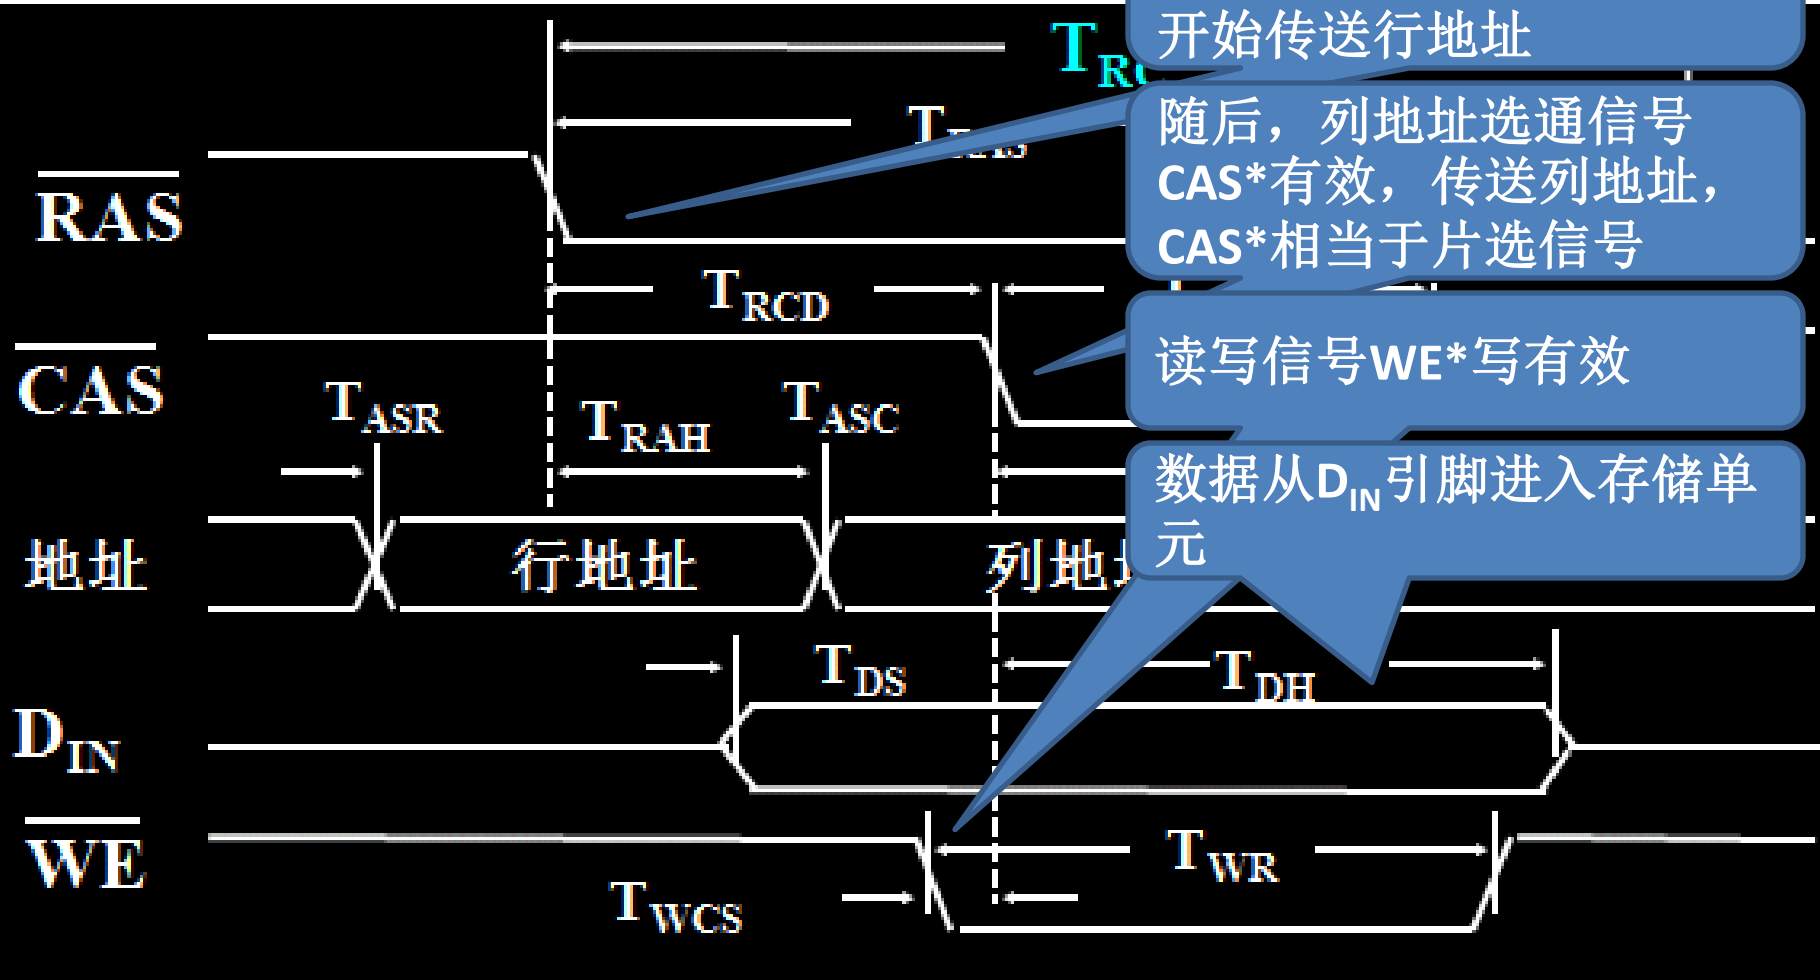 开始传送行地址
随后，列地址选通信号
CAS*有效，传送列地址，
CAS*相当于片选信号
读写信号WE*写有效
数据从DIN引脚进入存储单
元
RAS
TRCD
CAS
TASR
TRAH
TASC
地址
行地址
列地
TDS
TDH
DIN
WE
TWR
TWCS